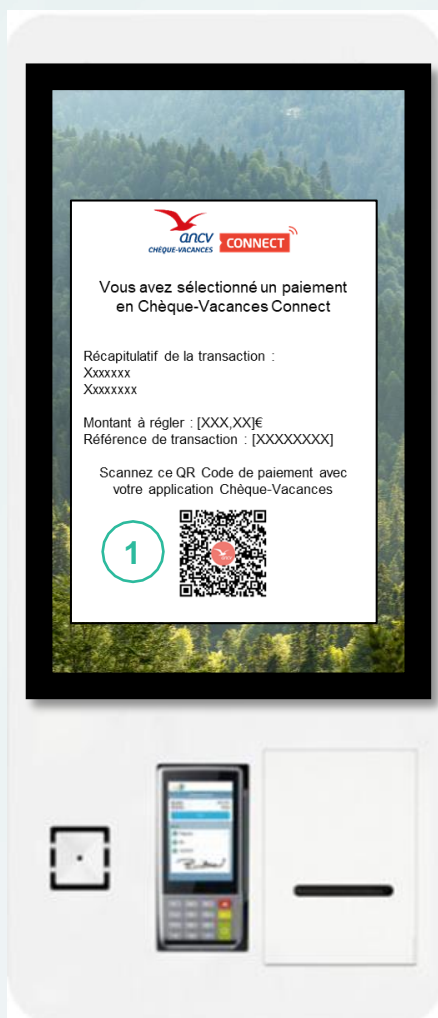 ancv
CHÈQUE-VACANCES CONNECT
Vous avez sélectionné un paiement
en Chèque-Vacances Connect
Récapitulatif de la transaction :
Xxxxxxx
Xxxxxxxx
Montant à régler : [XXX,XX]€
Référence de transaction : [XXXXXXXX]
Scannez ce QR Code de paiement avec
votre application Chèque-Vacances
1
ancv